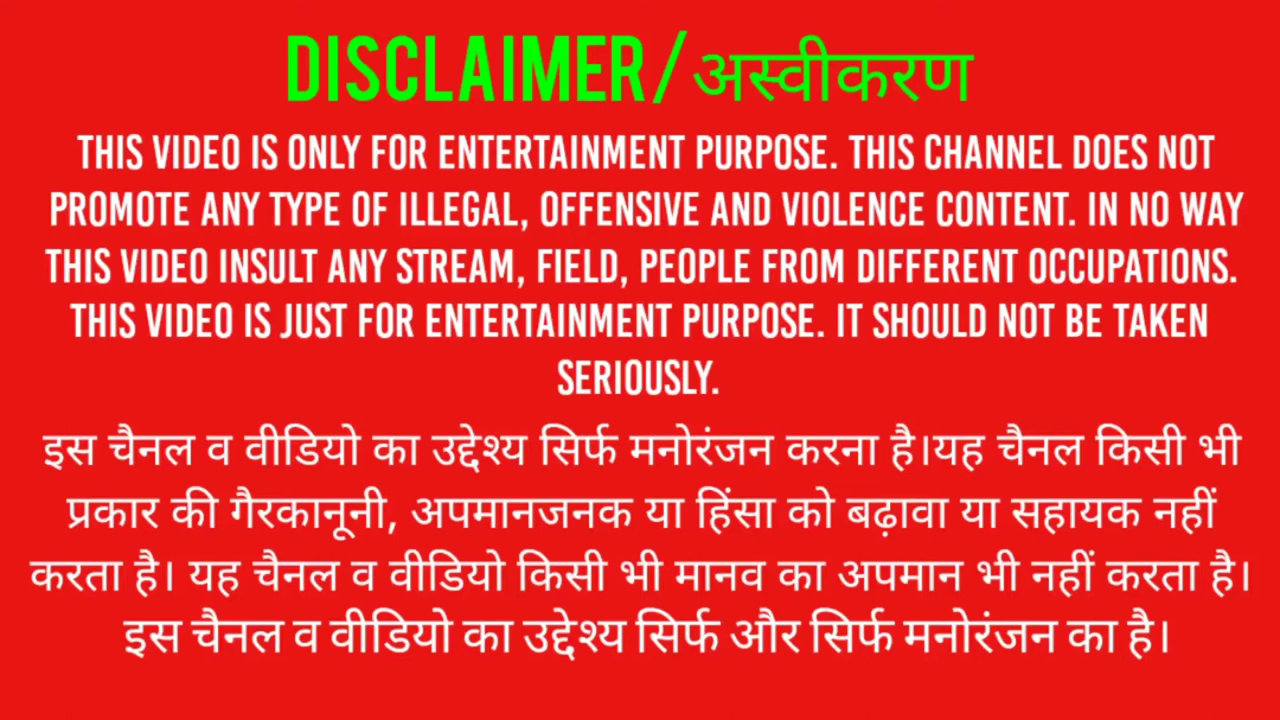 DISCLAIMER/अस्वीकरण
THIS VIDEO IS ONLY FOR ENTERTAINMENT PURPOSE. THIS CHANNEL DOES NOT
PROMOTE ANY TYPE OF ILLEGAL, OFFENSIVE AND VIOLENCE CONTENT. IN NO WAY
THIS VIDEO INSULT ANY STREAM, FIELD, PEOPLE FROM DIFFERENT OCCUPATIONS.
THIS VIDEO IS JUST FOR ENTERTAINMENT PURPOSE. IT SHOULD NOT BE TAKEN
SERIOUSLY.
इस चैनल व वीडियो का उद्देश्य सिर्फ मनोरंजन करना है।यह चैनल किसी भी
प्रकार की गैरकानूनी, अपमानजनक या हिंसा को बढ़ावा या सहायक नहीं
करता है। यह चैनल व वीडियो किसी भी मानव का अपमान भी नहीं करता है।
इस चैनल व वीडियो का उद्देश्य सिर्फ और सिर्फ मनोरंजन का है।